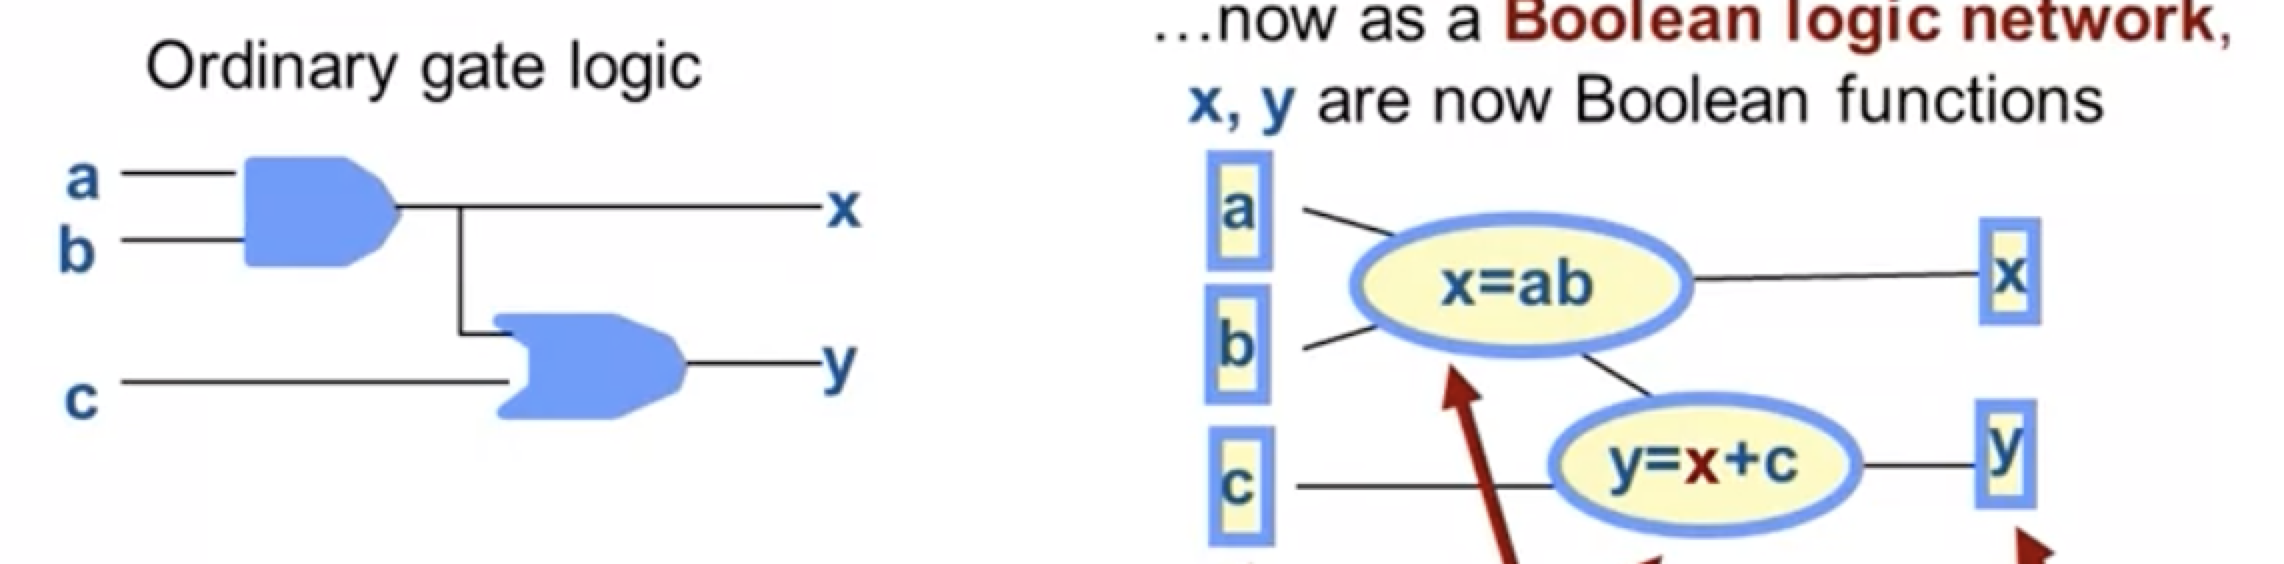 Ordinary gate logic
a
b
c
x
y
...now as a Boolean logic network,
x, y are now Boolean functions
a
b
c
x=ab
y=x+c
x
y